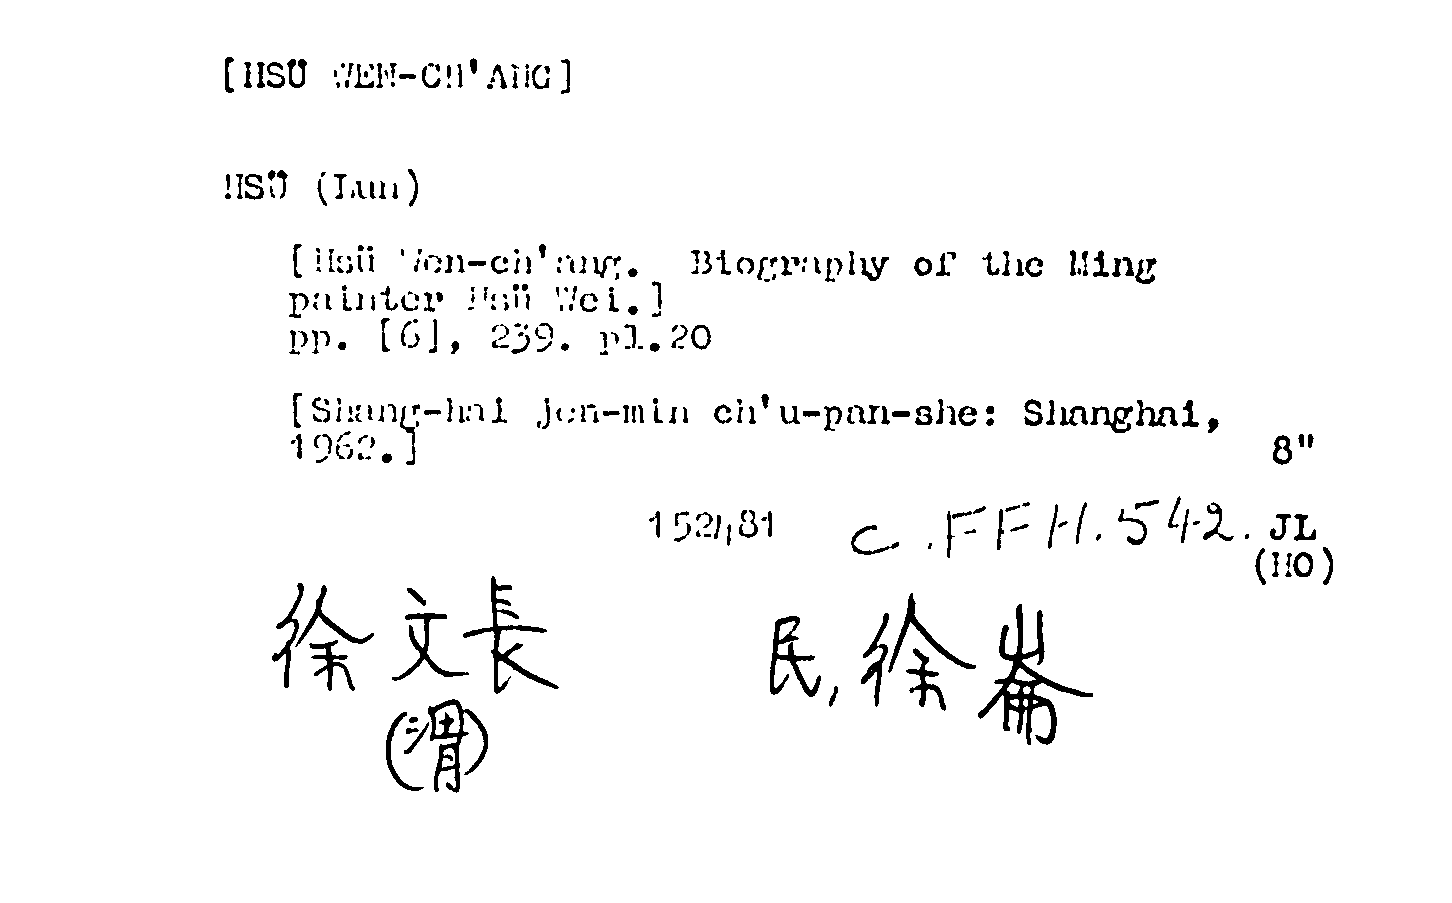 [HSÜ WEN-CH'ANG]
HSÜ (Lun)
[Hsü Wen-ch'ang. Biography of the Ming
painter Hsü Wei.]
pp. [6], 239. pl.20
[Shang-hai jen-min ch'u-pan-she: Shanghai,
1962.] 8"
152481 c.FFH.542. JL
(HO)
徐文長 民,徐崙
(渭)